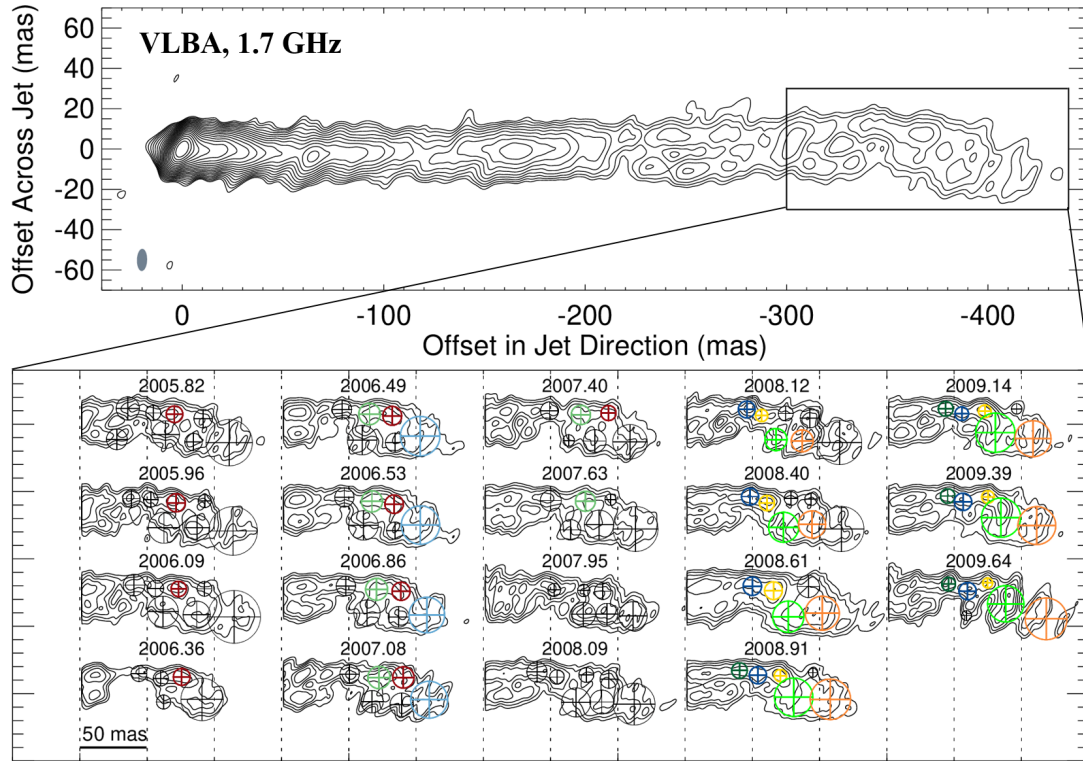 60
VLBA, 1.7 GHz
40
20
0
-20
-40
-60
Offset Across Jet (mas)
0 -100 -200 -300 -400
Offset in Jet Direction (mas)
2005.82 2006.49 2007.40 2008.12 2009.14
2005.96 2006.53 2007.63 2008.40 2009.39
2006.09 2006.86 2007.95 2008.61 2009.64
2006.36 2007.08 2008.09 2008.91
50 mas